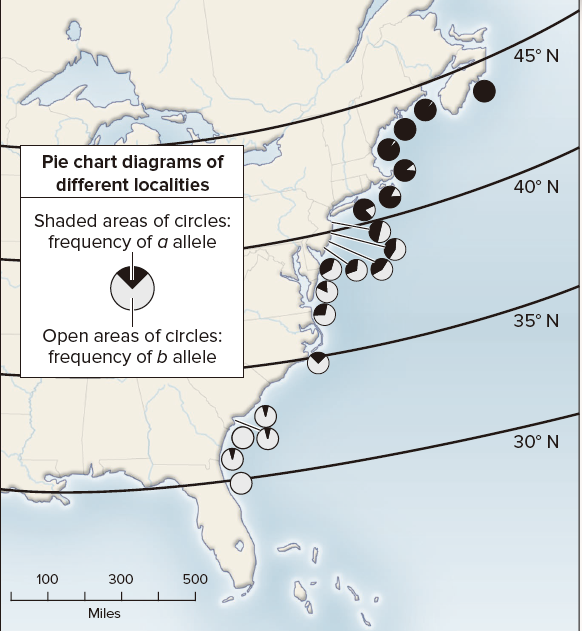 45° N
Pie chart diagrams of
different localities
40° N
Shaded areas of circles:
frequency of a allele
35° N
Open areas of circles:
frequency of b allele
30° N
100 300 500
Miles